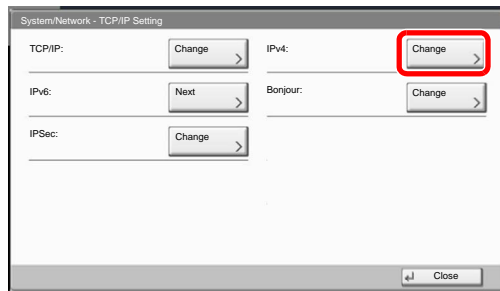 System/Network - TCP/IP Setting
TCP/IP: Change IPv4: Change
IPv6: Next Bonjour: Change
IPSec: Change
Close